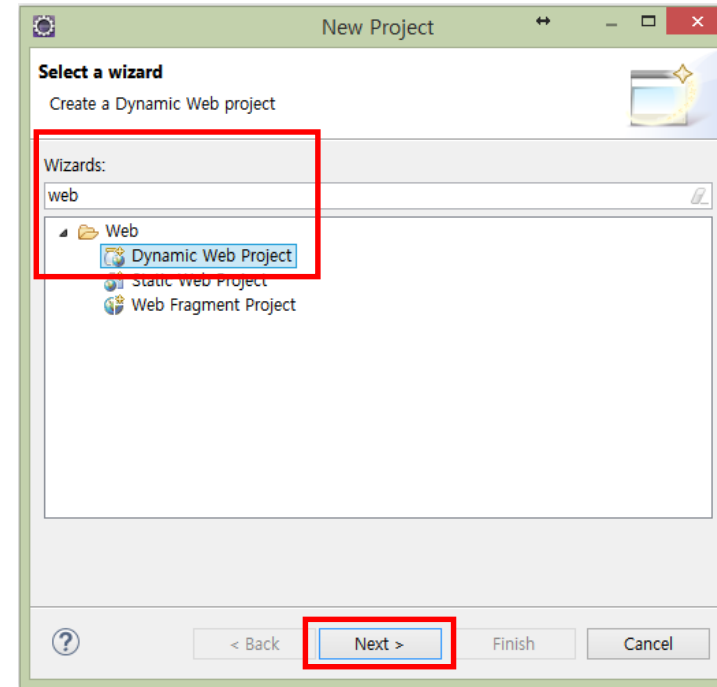 New Project
Select a wizard
Create a Dynamic Web project
Wizards:
web
Web
Dynamic Web Project
Static Web Project
Web Fragment Project
< Back
Next >
Finish
Cancel